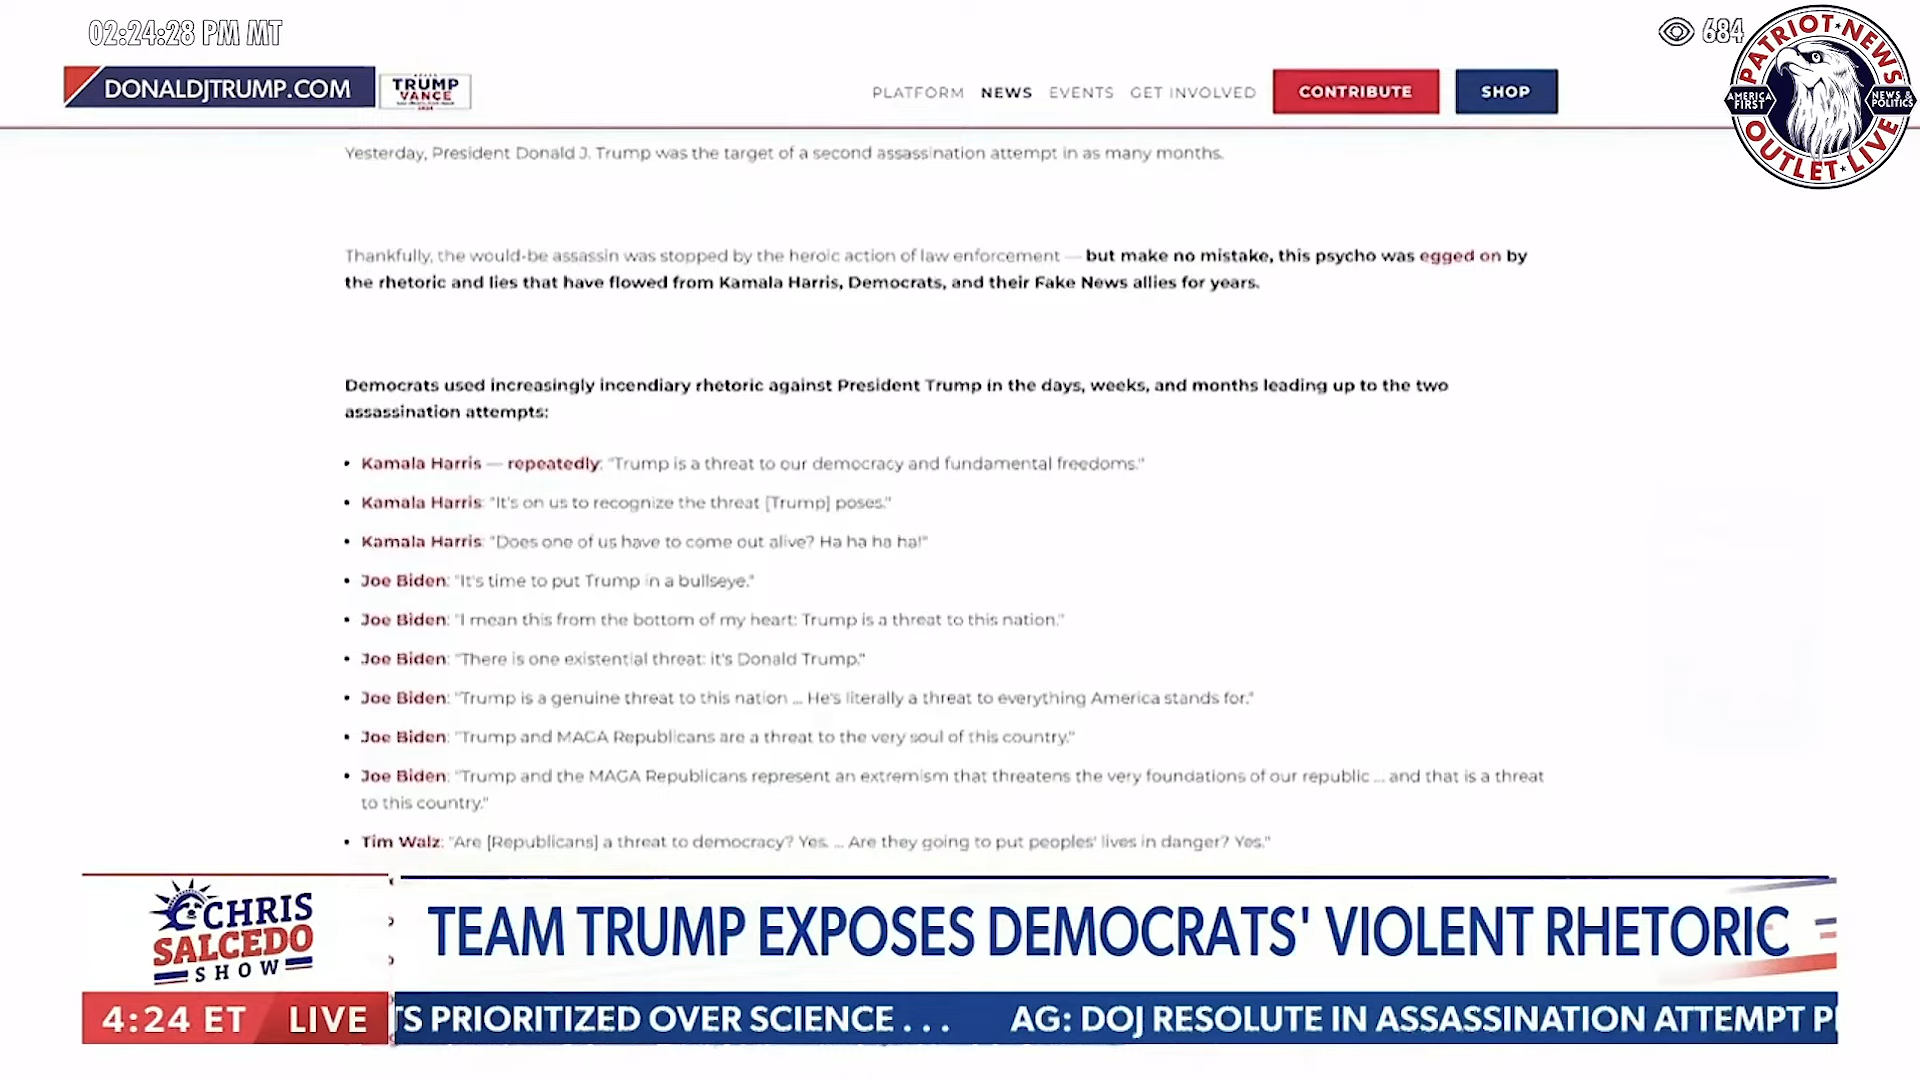 02:24:28 PM MT
684
PATRIOT NEWS
AMERICA FIRST
NEWS & POLITICS
OUTLET LIVE
DONALDJTRUMP.COM
TRUMP
VANCE
PLATFORM NEWS EVENTS GET INVOLVED CONTRIBUTE SHOP
Yesterday, President Donald J. Trump was the target of a second assassination attempt in as many months.
Thankfully, the would-be assassin was stopped by the heroic action of law enforcement — but make no mistake, this psycho was egged on by
the rhetoric and lies that have flowed from Kamala Harris, Democrats, and their Fake News allies for years.
Democrats used increasingly incendiary rhetoric against President Trump in the days, weeks, and months leading up to the two
assassination attempts:
• Kamala Harris — repeatedly: "Trump is a threat to our democracy and fundamental freedoms."
• Kamala Harris: "It's on us to recognize the threat [Trump] poses."
• Kamala Harris: "Does one of us have to come out alive? Ha ha ha ha!"
• Joe Biden: "It's time to put Trump in a bullseye."
• Joe Biden: "I mean this from the bottom of my heart: Trump is a threat to this nation."
• Joe Biden: "There is one existential threat: it's Donald Trump."
• Joe Biden: "Trump is a genuine threat to this nation ... He's literally a threat to everything America stands for."
• Joe Biden: "Trump and MAGA Republicans are a threat to the very soul of this country."
• Joe Biden: "Trump and the MAGA Republicans represent an extremism that threatens the very foundations of our republic ... and that is a threat
to this country."
• Tim Walz: "Are [Republicans] a threat to democracy? Yes. ... Are they going to put peoples' lives in danger? Yes."
CHRIS
SALCEDO
SHOW
TEAM TRUMP EXPOSES DEMOCRATS' VIOLENT RHETORIC
4:24 ET LIVE
TS PRIORITIZED OVER SCIENCE . . . AG: DOJ RESOLUTE IN ASSASSINATION ATTEMPT